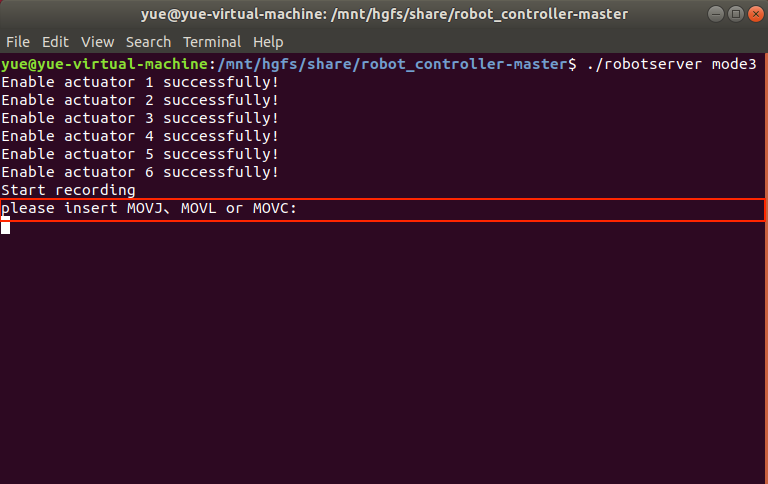 yue@yue-virtual-machine: /mnt/hgfs/share/robot_controller-master
File Edit View Search Terminal Help
yue@yue-virtual-machine:/mnt/hgfs/share/robot_controller-master$ ./robotserver mode3
Enable actuator 1 successfully!
Enable actuator 2 successfully!
Enable actuator 3 successfully!
Enable actuator 4 successfully!
Enable actuator 5 successfully!
Enable actuator 6 successfully!
Start recording
please insert MOVJ、MOVL or MOVC: